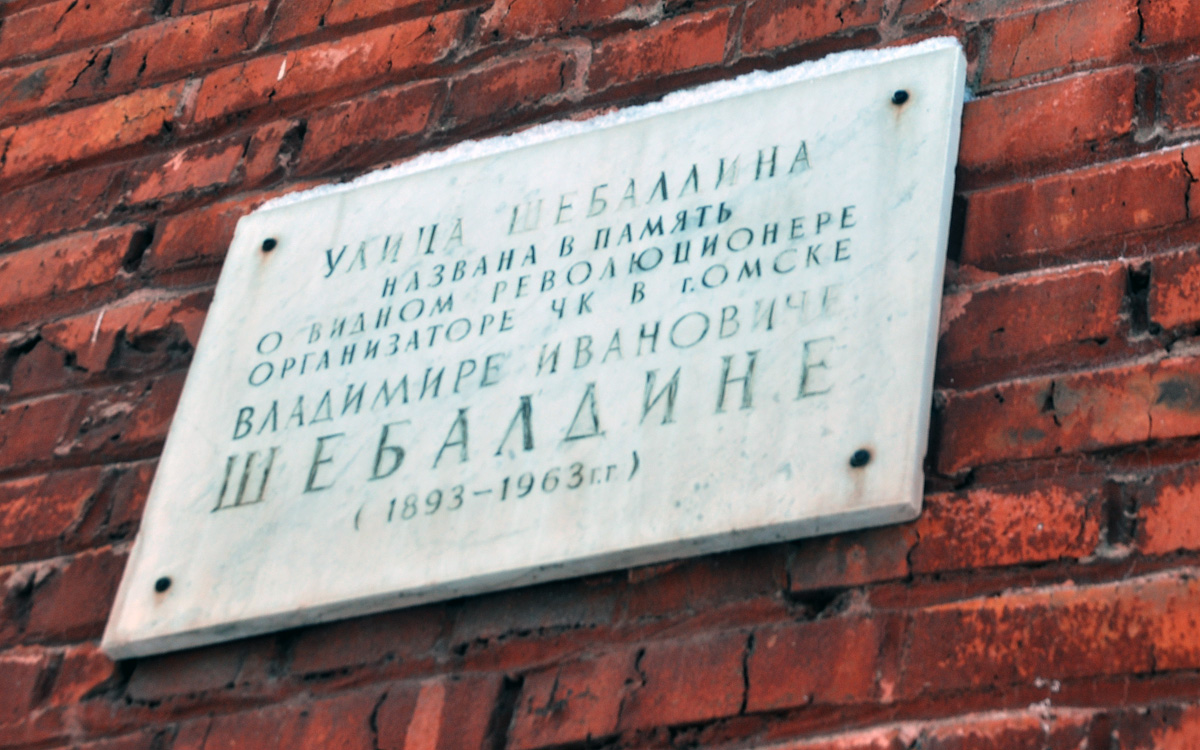 УЛИЦА ШЕБАЛДИНА
НАЗВАНА В ПАМЯТЬ
О ВИДНОМ РЕВОЛЮЦИОНЕРЕ
ОРГАНИЗАТОРЕ ЧК В г.ОМСКЕ
ВЛАДИМИРЕ ИВАНОВИЧЕ
ШЕБАЛДИНЕ
(1893-1963г.г.)